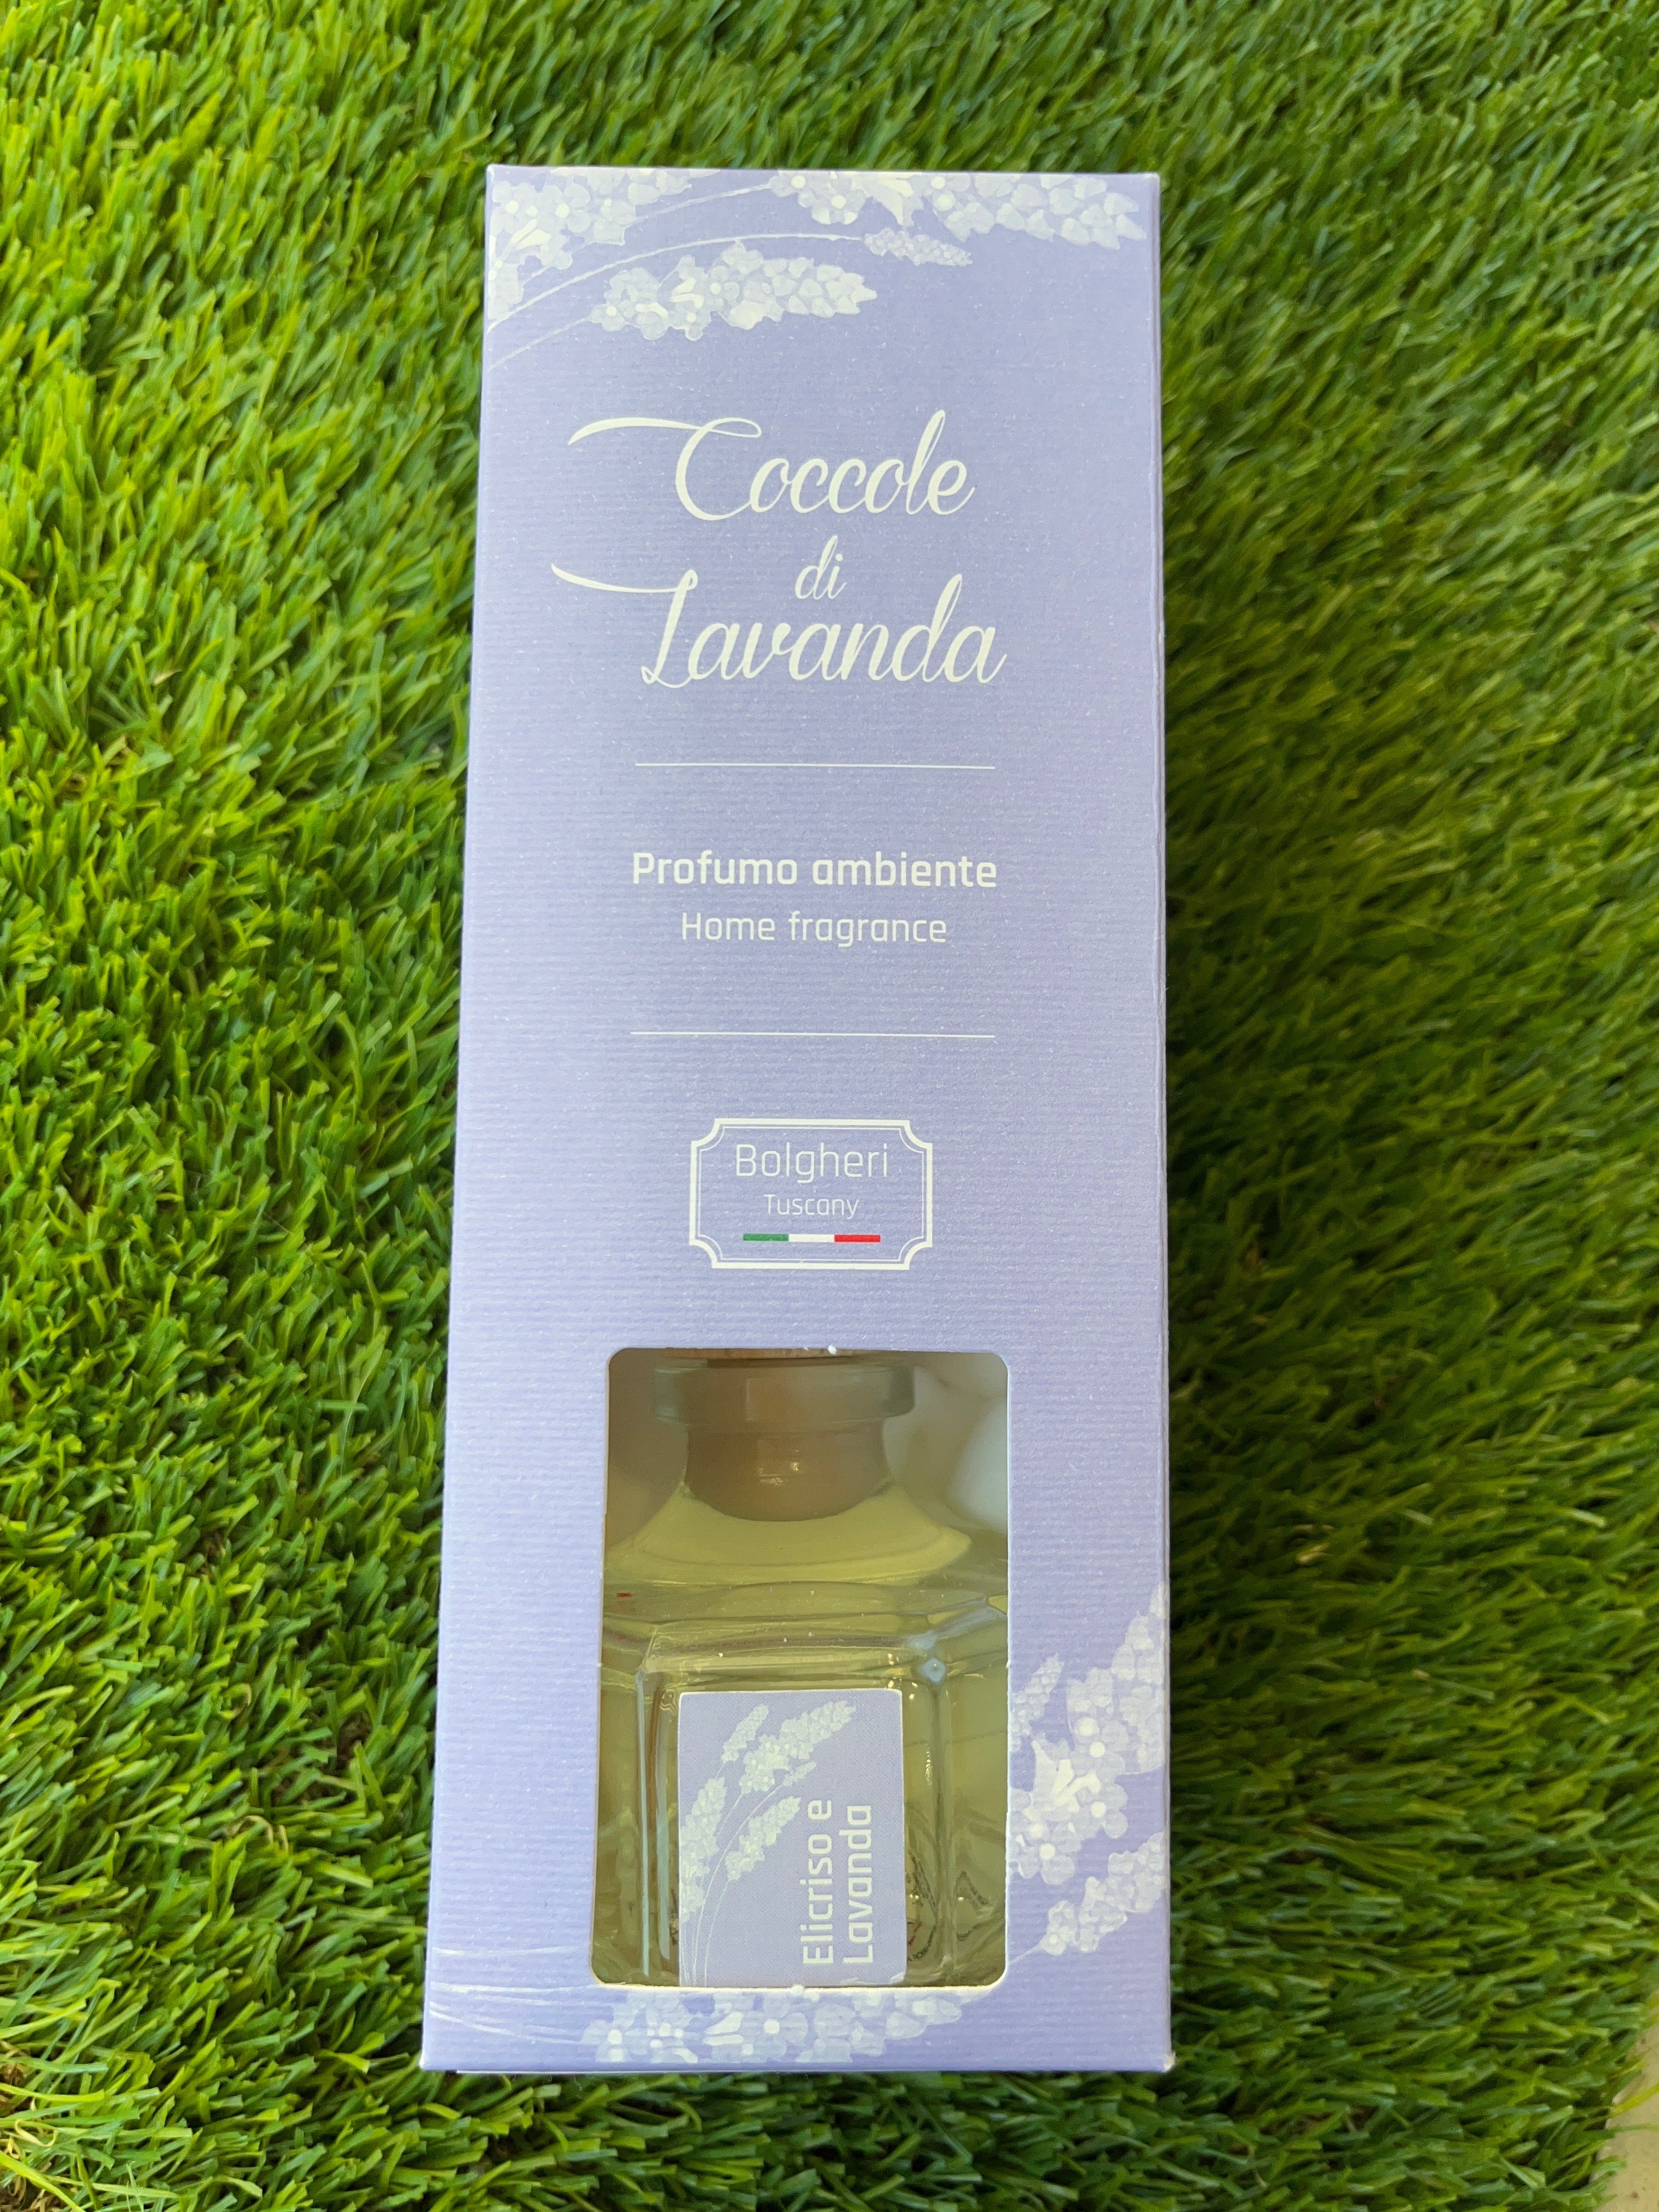 Coccole
di
Lavanda
Profumo ambiente
Home fragrance
Bolgheri
Tuscany
Elicriso e
Lavanda